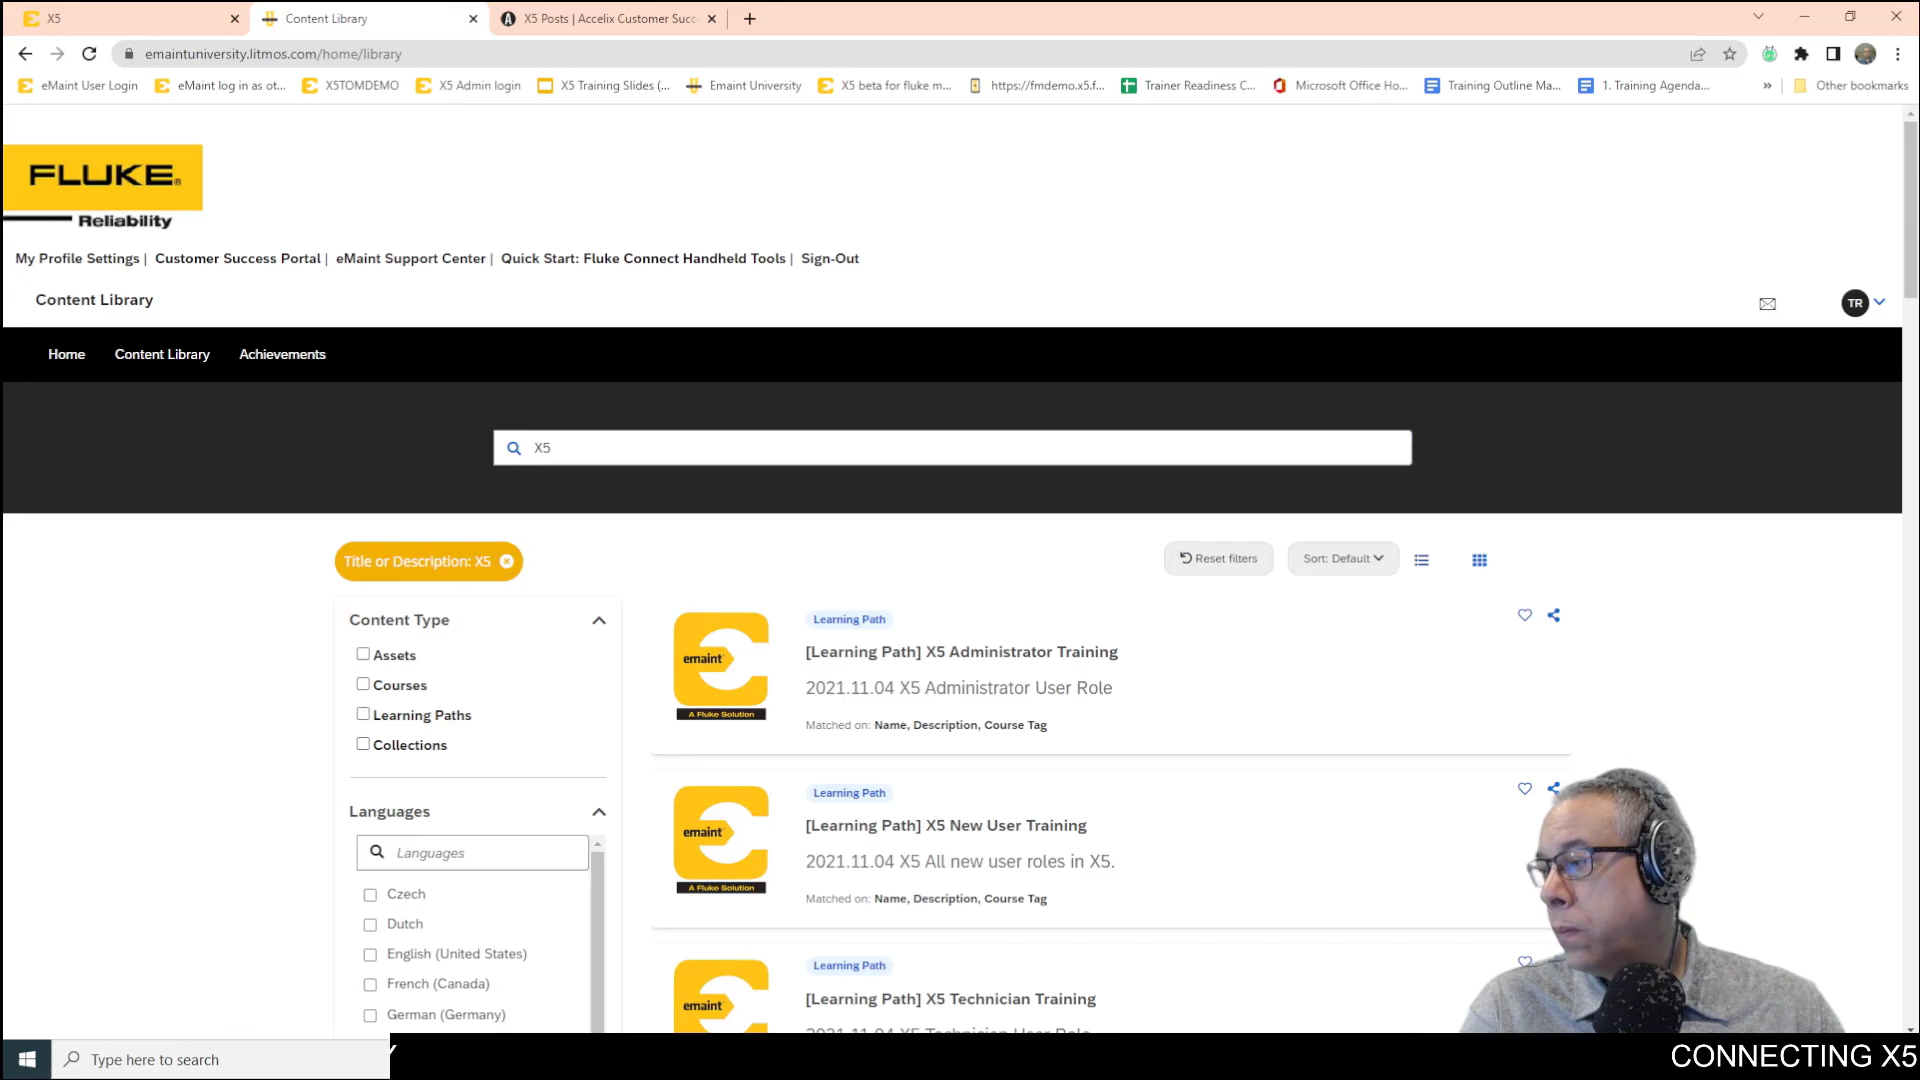 X5
Content Library
X5 Posts | Accelix Customer Succ
emaintuniversity.litmos.com/home/library
eMaint User Login
eMaint log in as ot...
X5TOMDEMO
X5 Admin login
X5 Training Slides (...
Emaint University
X5 beta for fluke m...
https://fmdemo.x5.f...
Trainer Readiness C...
Microsoft Office Ho...
Training Outline Ma...
1. Training Agenda...
»
Other bookmarks
FLUKE®
Reliability
My Profile Settings | Customer Success Portal | eMaint Support Center | Quick Start: Fluke Connect Handheld Tools | Sign-Out
Content Library
TR
Home Content Library Achievements
X5
Title or Description: X5
Reset filters
Sort: Default
Content Type
Assets
Courses
Learning Paths
Collections
Languages
Languages
Czech
Dutch
English (United States)
French (Canada)
German (Germany)
emaint
A Fluke Solution
Learning Path
[Learning Path] X5 Administrator Training
2021.11.04 X5 Administrator User Role
Matched on: Name, Description, Course Tag
emaint
A Fluke Solution
Learning Path
[Learning Path] X5 New User Training
2021.11.04 X5 All new user roles in X5.
Matched on: Name, Description, Course Tag
emaint
Learning Path
[Learning Path] X5 Technician Training
2021.11.04 X5 Technician User Role
Type here to search
CONNECTING X5